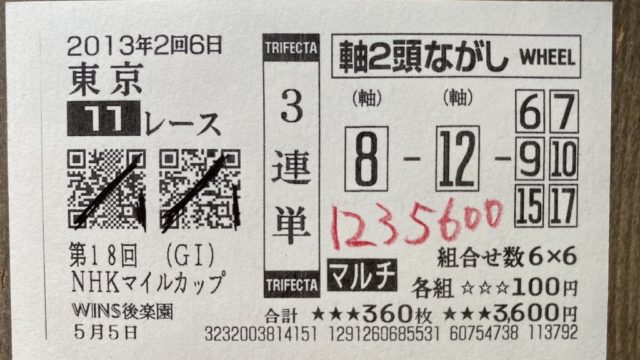 2013年2回6日
東京
11レース
第18回 (GI)
NHKマイルカップ
WINS後楽園
5月5日
TRIFECTA
3連単
TRIFECTA
軸2頭ながし WHEEL
(軸) (軸)
8-12-
6 7
9 10
15 17
1235600
マルチ
組合せ数6×6
各組 ☆☆☆100円
合計 ★★★360枚 ★★★3,600円
3232003814151 1291260685531 60754738 113792